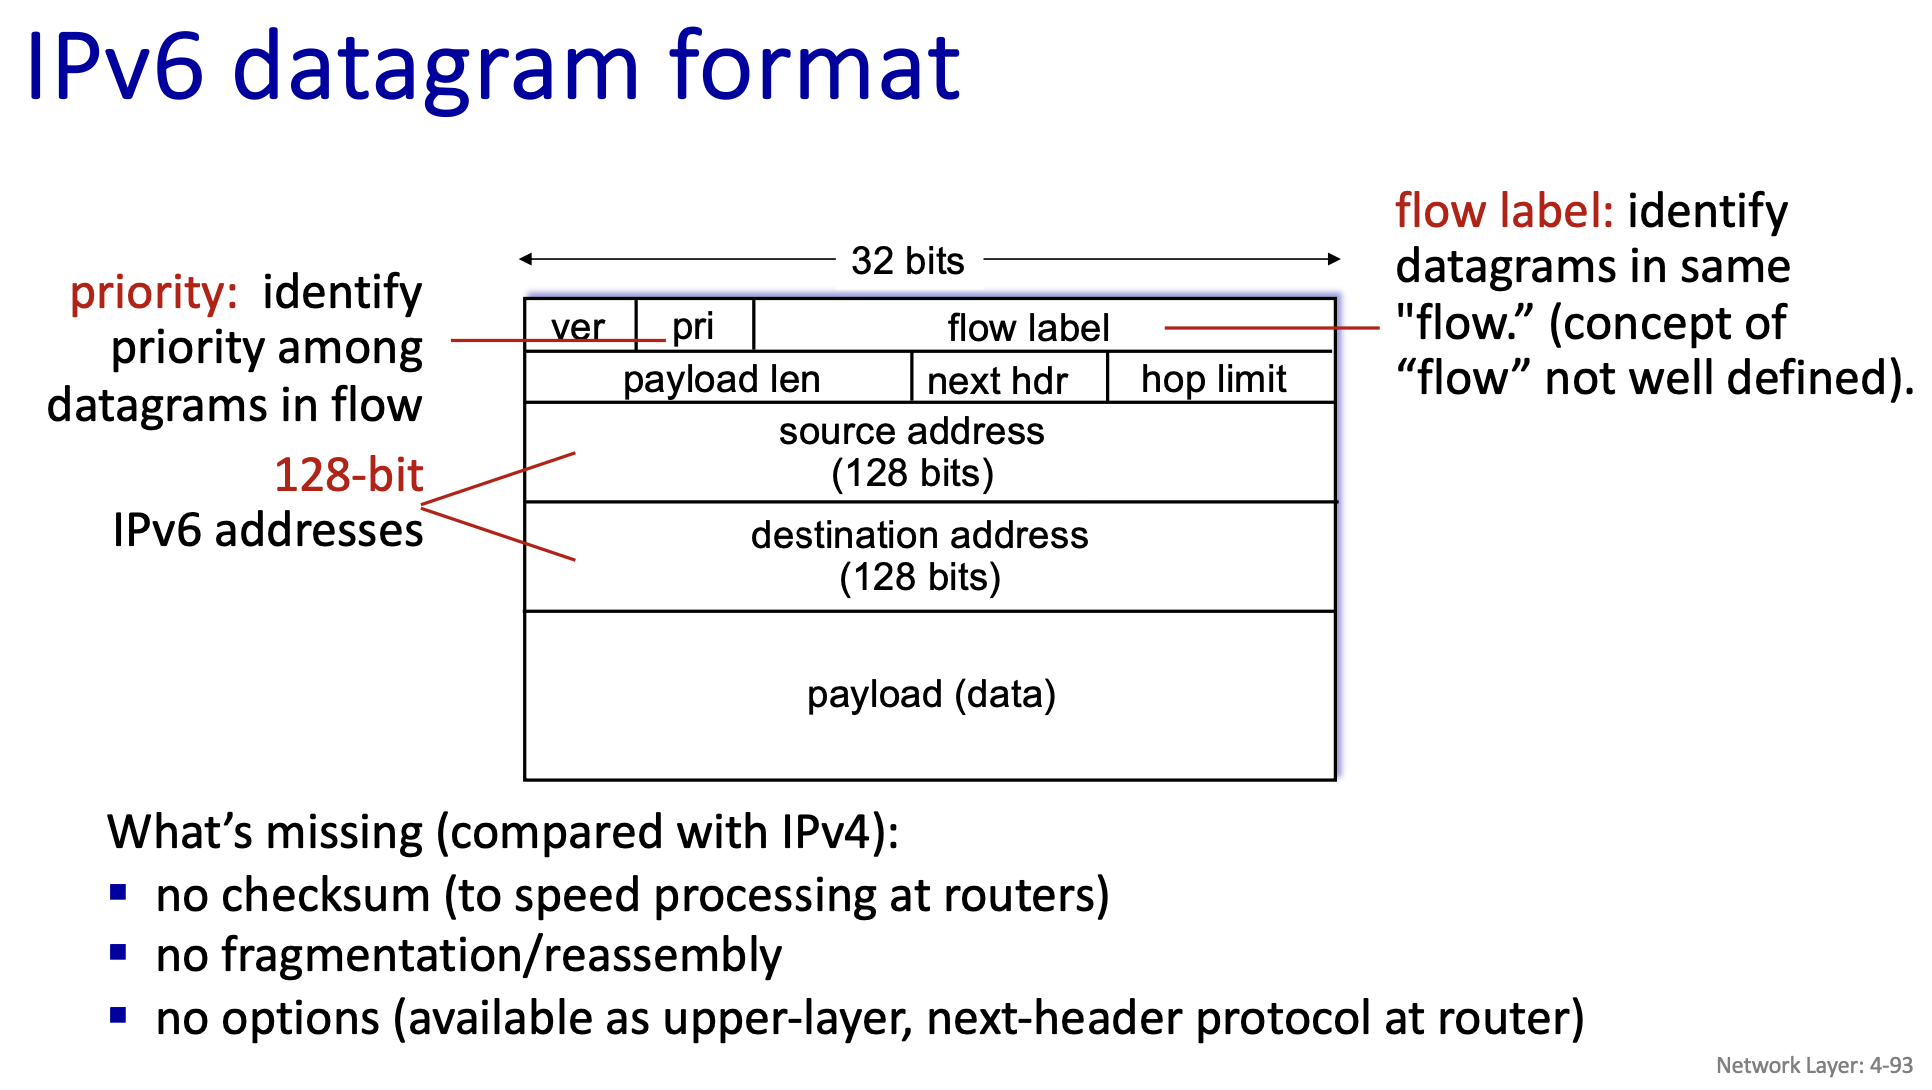 IPv6 datagram format
priority: identify
priority among
datagrams in flow
128-bit
IPv6 addresses
32 bits
ver pri flow label
payload len next hdr hop limit
source address
(128 bits)
destination address
(128 bits)
payload (data)
flow label: identify
datagrams in same
"flow.” (concept of
“flow” not well defined).
What’s missing (compared with IPv4):
▪ no checksum (to speed processing at routers)
▪ no fragmentation/reassembly
▪ no options (available as upper-layer, next-header protocol at router)
Network Layer: 4-93